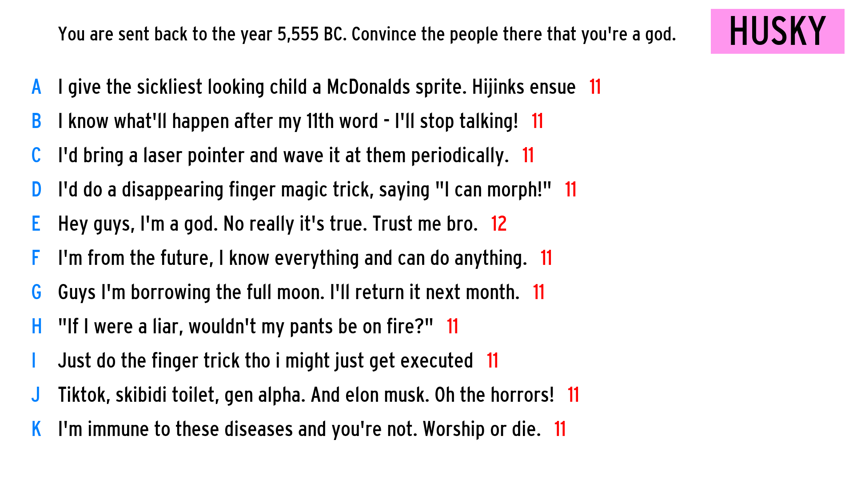 You are sent back to the year 5,555 BC. Convince the people there that you're a god.
HUSKY
A I give the sickliest looking child a McDonalds sprite. Hijinks ensue 11
B I know what'll happen after my 11th word - I'll stop talking! 11
C I'd bring a laser pointer and wave it at them periodically. 11
D I'd do a disappearing finger magic trick, saying "I can morph!" 11
E Hey guys, I'm a god. No really it's true. Trust me bro. 12
F I'm from the future, I know everything and can do anything. 11
G Guys I'm borrowing the full moon. I'll return it next month. 11
H "If I were a liar, wouldn't my pants be on fire?" 11
I Just do the finger trick tho i might just get executed 11
J Tiktok, skibidi toilet, gen alpha. And elon musk. Oh the horrors! 11
K I'm immune to these diseases and you're not. Worship or die. 11